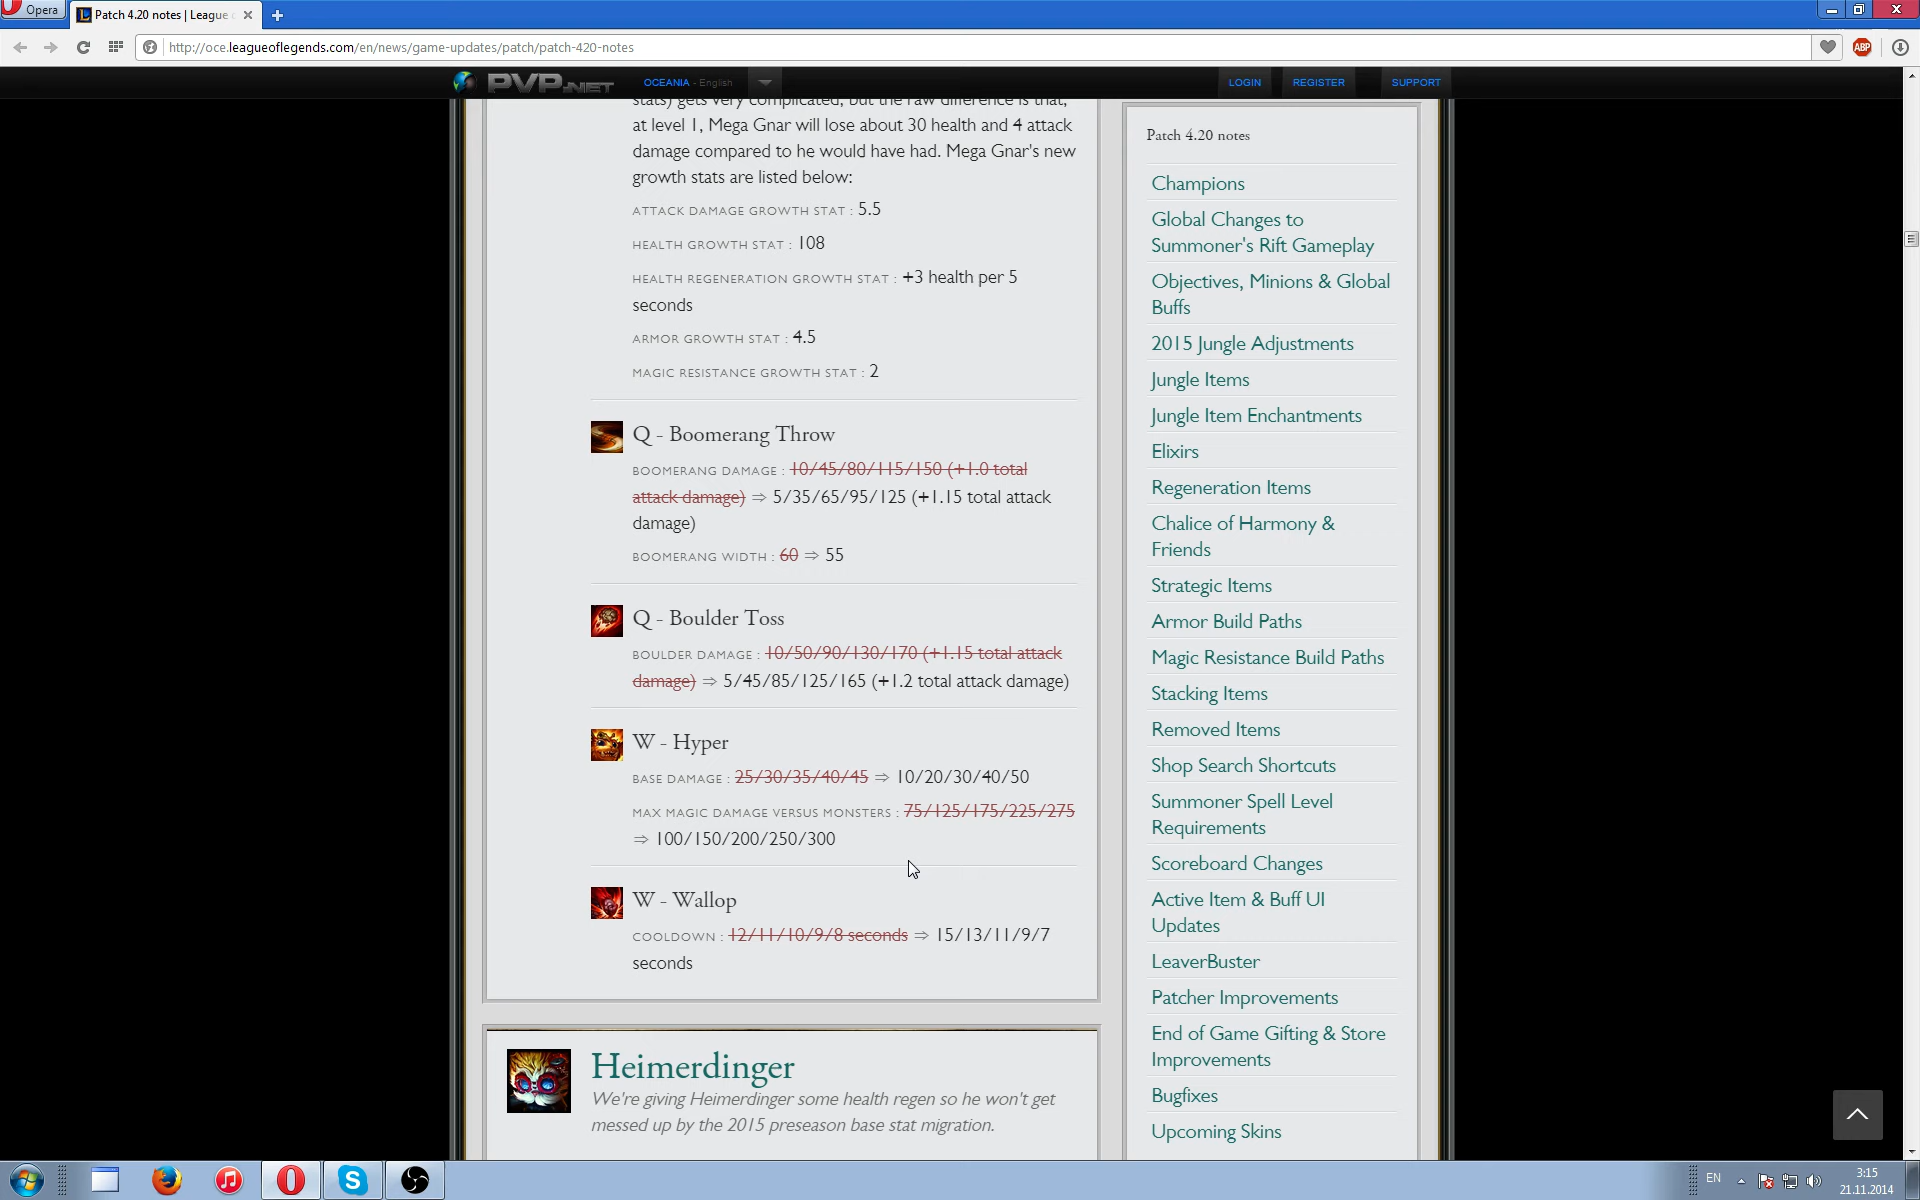 Opera
Patch 4.20 notes | League
http://oce.leagueoflegends.com/en/news/game-updates/patch/patch-420-notes
ABP
PVP.NET
OCEANIA - English
LOGIN
REGISTER
SUPPORT
stats) gets very complicated, but the raw difference is that,
at level 1, Mega Gnar will lose about 30 health and 4 attack
damage compared to he would have had. Mega Gnar's new
growth stats are listed below:
ATTACK DAMAGE GROWTH STAT : 5.5
HEALTH GROWTH STAT : 108
HEALTH REGENERATION GROWTH STAT : +3 health per 5
seconds
ARMOR GROWTH STAT : 4.5
MAGIC RESISTANCE GROWTH STAT : 2
Q - Boomerang Throw
BOOMERANG DAMAGE : 10/45/80/115/150 (+1.0 total
attack damage) ⇒ 5/35/65/95/125 (+1.15 total attack
damage)
BOOMERANG WIDTH : 60 ⇒ 55
Q - Boulder Toss
BOULDER DAMAGE : 10/50/90/130/170 (+1.15 total attack
damage) ⇒ 5/45/85/125/165 (+1.2 total attack damage)
W - Hyper
BASE DAMAGE : 25/30/35/40/45 ⇒ 10/20/30/40/50
MAX MAGIC DAMAGE VERSUS MONSTERS : 75/125/175/225/275
⇒ 100/150/200/250/300
W - Wallop
COOLDOWN : 12/11/10/9/8 seconds ⇒ 15/13/11/9/7
seconds
Heimerdinger
We're giving Heimerdinger some health regen so he won't get
messed up by the 2015 preseason base stat migration.
Patch 4.20 notes
Champions
Global Changes to
Summoner's Rift Gameplay
Objectives, Minions & Global
Buffs
2015 Jungle Adjustments
Jungle Items
Jungle Item Enchantments
Elixirs
Regeneration Items
Chalice of Harmony &
Friends
Strategic Items
Armor Build Paths
Magic Resistance Build Paths
Stacking Items
Removed Items
Shop Search Shortcuts
Summoner Spell Level
Requirements
Scoreboard Changes
Active Item & Buff UI
Updates
LeaverBuster
Patcher Improvements
End of Game Gifting & Store
Improvements
Bugfixes
Upcoming Skins
EN
3:15
21.11.2014